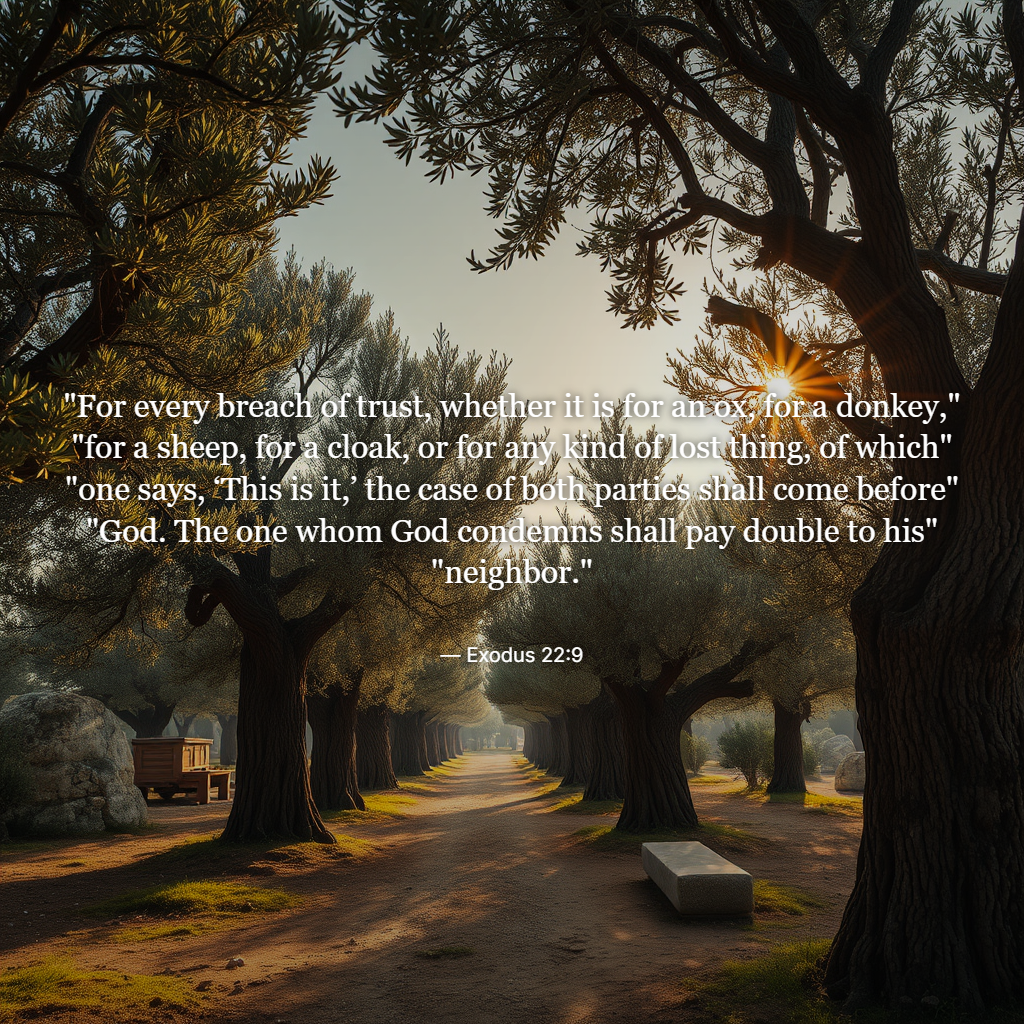 "For every breach of trust, whether it is for an ox, for a donkey,"
"for a sheep, for a cloak, or for any kind of lost thing, of which"
"one says, ‘This is it,’ the case of both parties shall come before"
"God. The one whom God condemns shall pay double to his"
"neighbor."
— Exodus 22:9